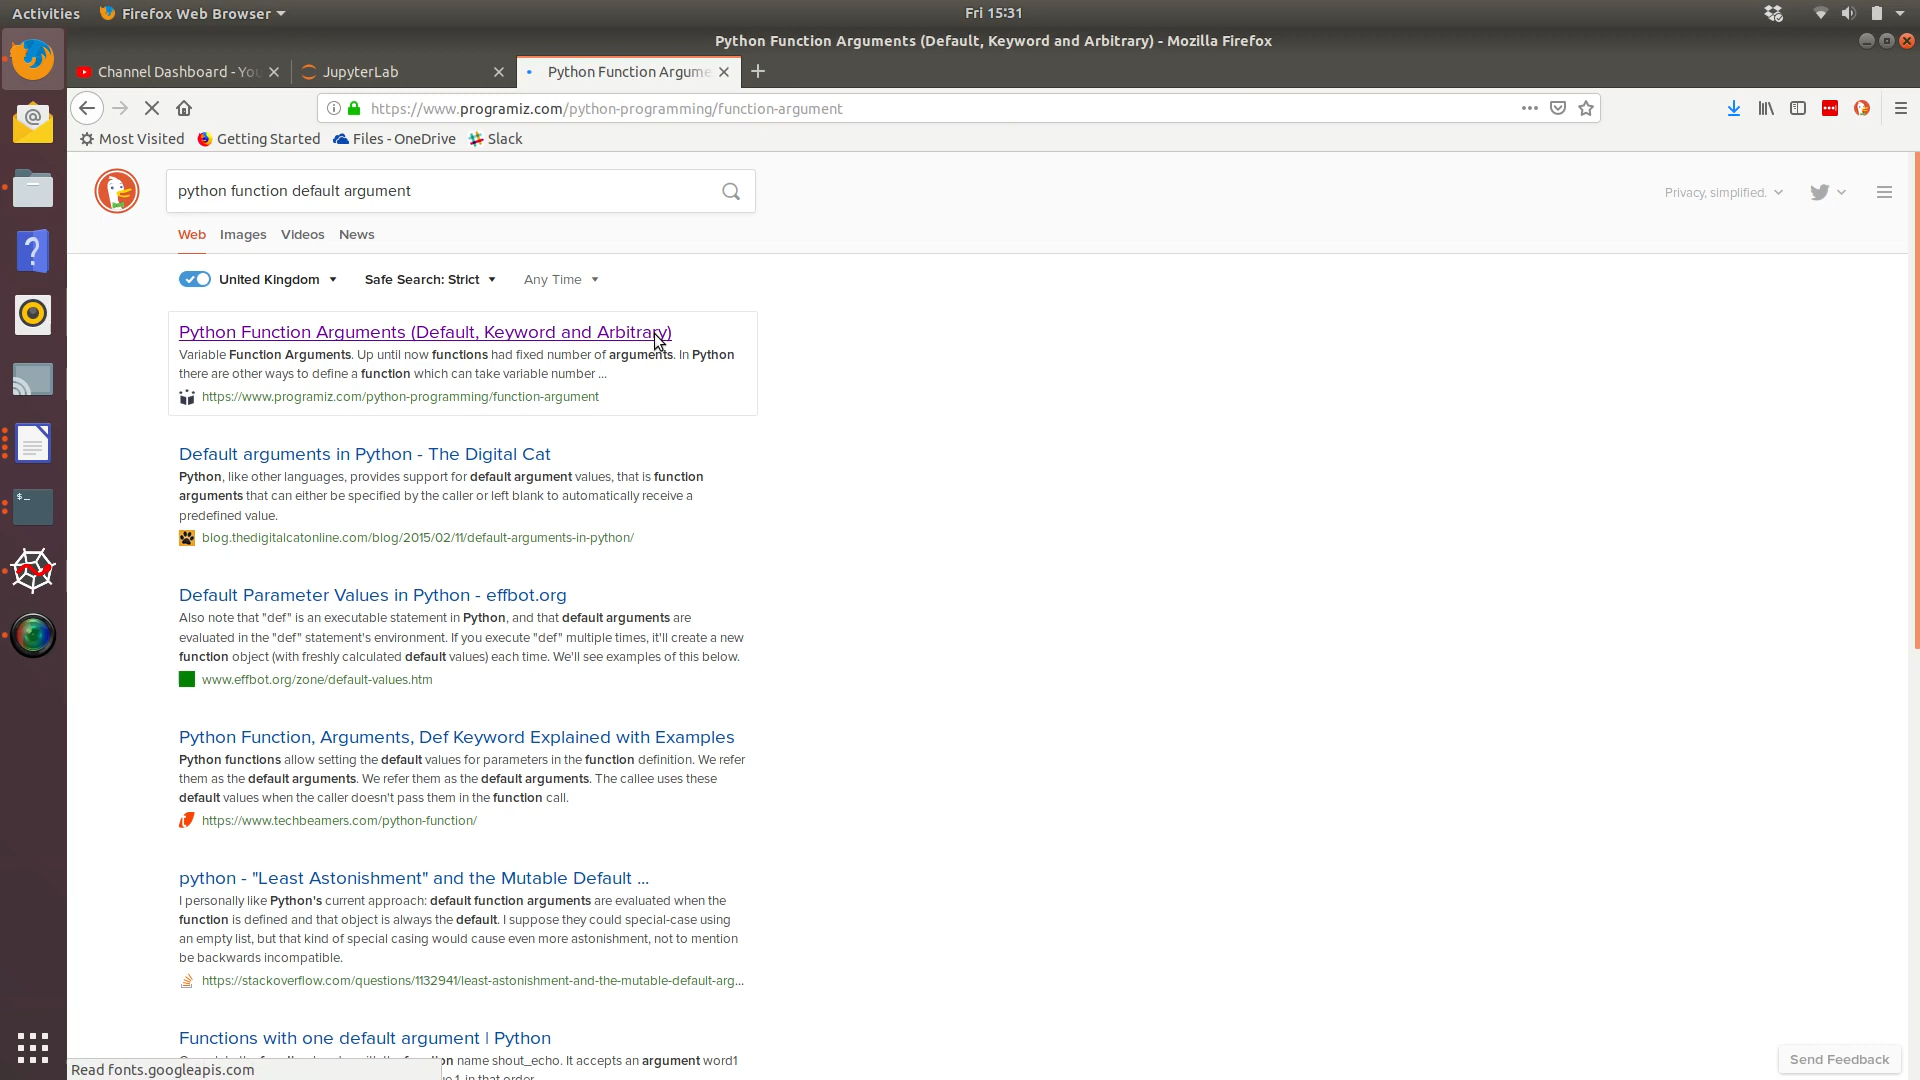 Activities
Firefox Web Browser
Fri 15:31
Python Function Arguments (Default, Keyword and Arbitrary) - Mozilla Firefox
Channel Dashboard - You
JupyterLab
Python Function Argume
https://www.programiz.com/python-programming/function-argument
Most Visited
Getting Started
Files - OneDrive
Slack
python function default argument
Privacy, simplified.
Web
Images
Videos
News
United Kingdom
Safe Search: Strict
Any Time
Python Function Arguments (Default, Keyword and Arbitrary)
Variable Function Arguments. Up until now functions had fixed number of arguments. In Python
there are other ways to define a function which can take variable number ...
https://www.programiz.com/python-programming/function-argument
Default arguments in Python - The Digital Cat
Python, like other languages, provides support for default argument values, that is function
arguments that can either be specified by the caller or left blank to automatically receive a
predefined value.
blog.thedigitalcatonline.com/blog/2015/02/11/default-arguments-in-python/
Default Parameter Values in Python - effbot.org
Also note that "def" is an executable statement in Python, and that default arguments are
evaluated in the "def" statement's environment. If you execute "def" multiple times, it'll create a new
function object (with freshly calculated default values) each time. We'll see examples of this below.
www.effbot.org/zone/default-values.htm
Python Function, Arguments, Def Keyword Explained with Examples
Python functions allow setting the default values for parameters in the function definition. We refer
them as the default arguments. We refer them as the default arguments. The callee uses these
default values when the caller doesn't pass them in the function call.
https://www.techbeamers.com/python-function/
python - "Least Astonishment" and the Mutable Default ...
I personally like Python's current approach: default function arguments are evaluated when the
function is defined and that object is always the default. I suppose they could special-case using
an empty list, but that kind of special casing would cause even more astonishment, not to mention
be backwards incompatible.
https://stackoverflow.com/questions/1132941/least-astonishment-and-the-mutable-default-arg...
Functions with one default argument | Python
name shout_echo. It accepts an argument word1
in that order
Send Feedback
Read fonts.googleapis.com